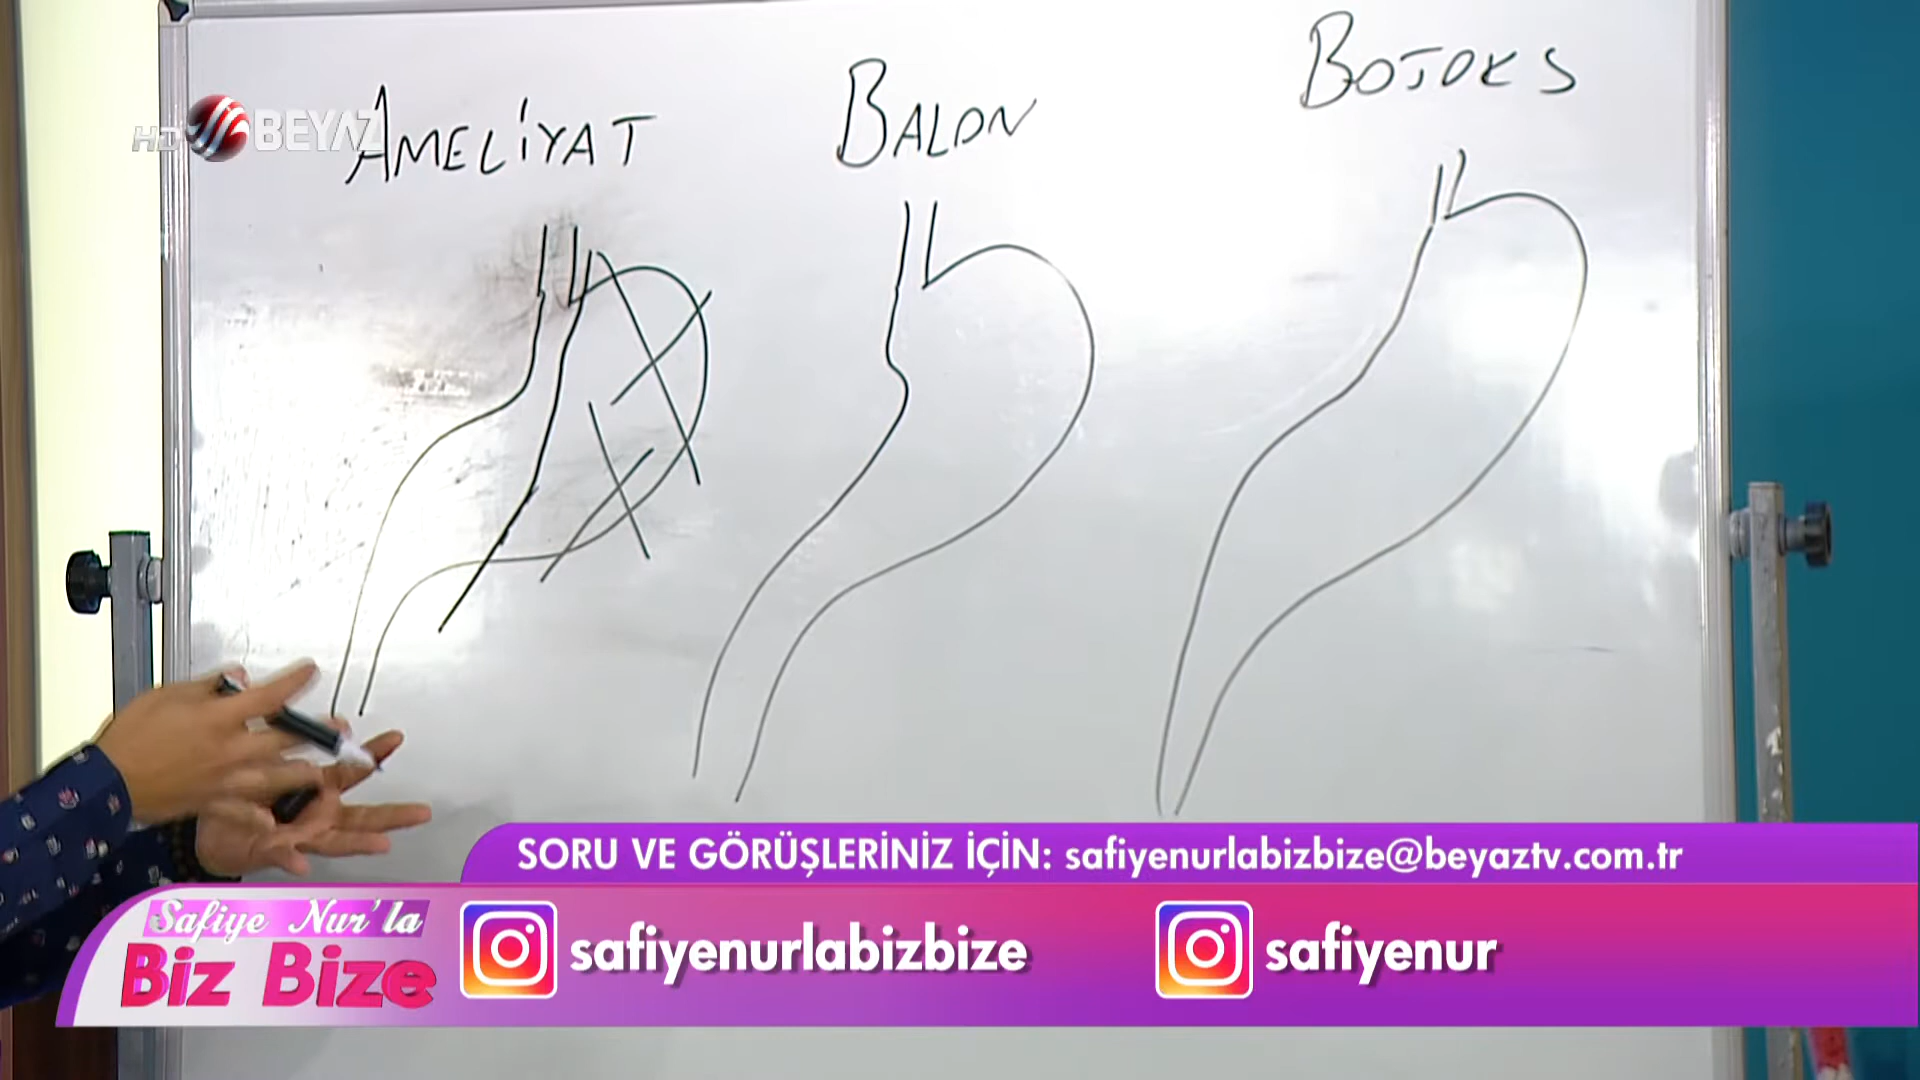 HD BEYAZ
AMELİYAT
BALON
BOTOKS
SORU VE GÖRÜŞLERİNİZ İÇİN: safiyenurlabizbize@beyaztv.com.tr
Safiye Nur'la
Biz Bize
safiyenurlabizbize
safiyenur